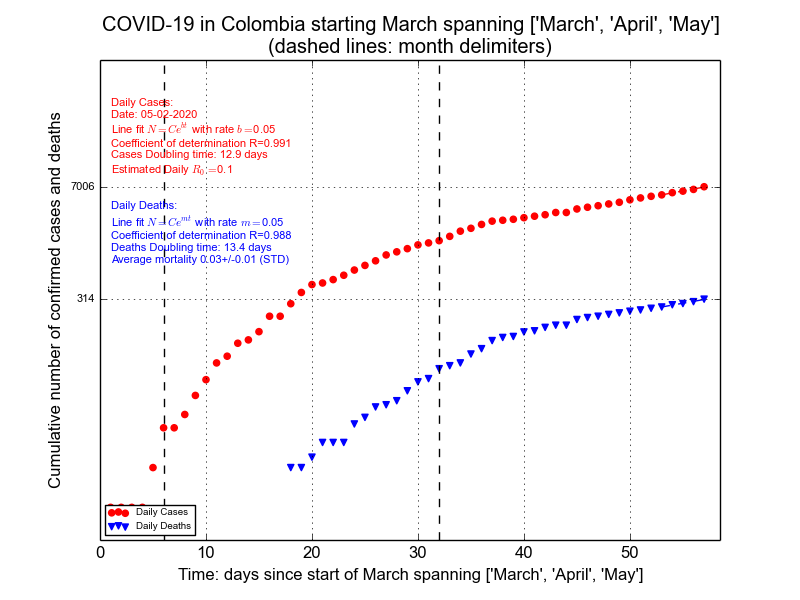 COVID-19 in Colombia starting March spanning ['March', 'April', 'May']
(dashed lines: month delimiters)
Cumulative number of confirmed cases and deaths
7006
314
Daily Cases:
Date: 05-02-2020
Line fit N = Ce^{bt} with rate b =0.05
Coefficient of determination R=0.991
Cases Doubling time: 12.9 days
Estimated Daily R_0 =0.1
Daily Deaths:
Line fit N = Ce^{mt} with rate m =0.05
Coefficient of determination R=0.988
Deaths Doubling time: 13.4 days
Average mortality 0.03+/-0.01 (STD)
Daily Cases
Daily Deaths
0 10 20 30 40 50
Time: days since start of March spanning ['March', 'April', 'May']